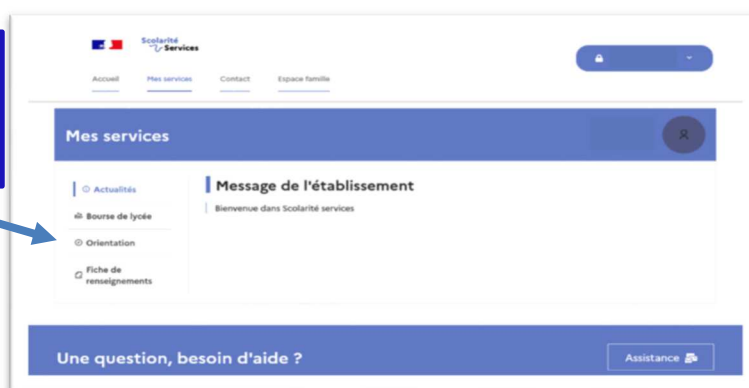 Scolarité
Services
Accueil
Mes services
Contact
Espace famille
Mes services
Actualités
Message de l'établissement
Bienvenue dans Scolarité services
Bourse de lycée
Orientation
Fiche de
renseignements
Une question, besoin d'aide ?
Assistance